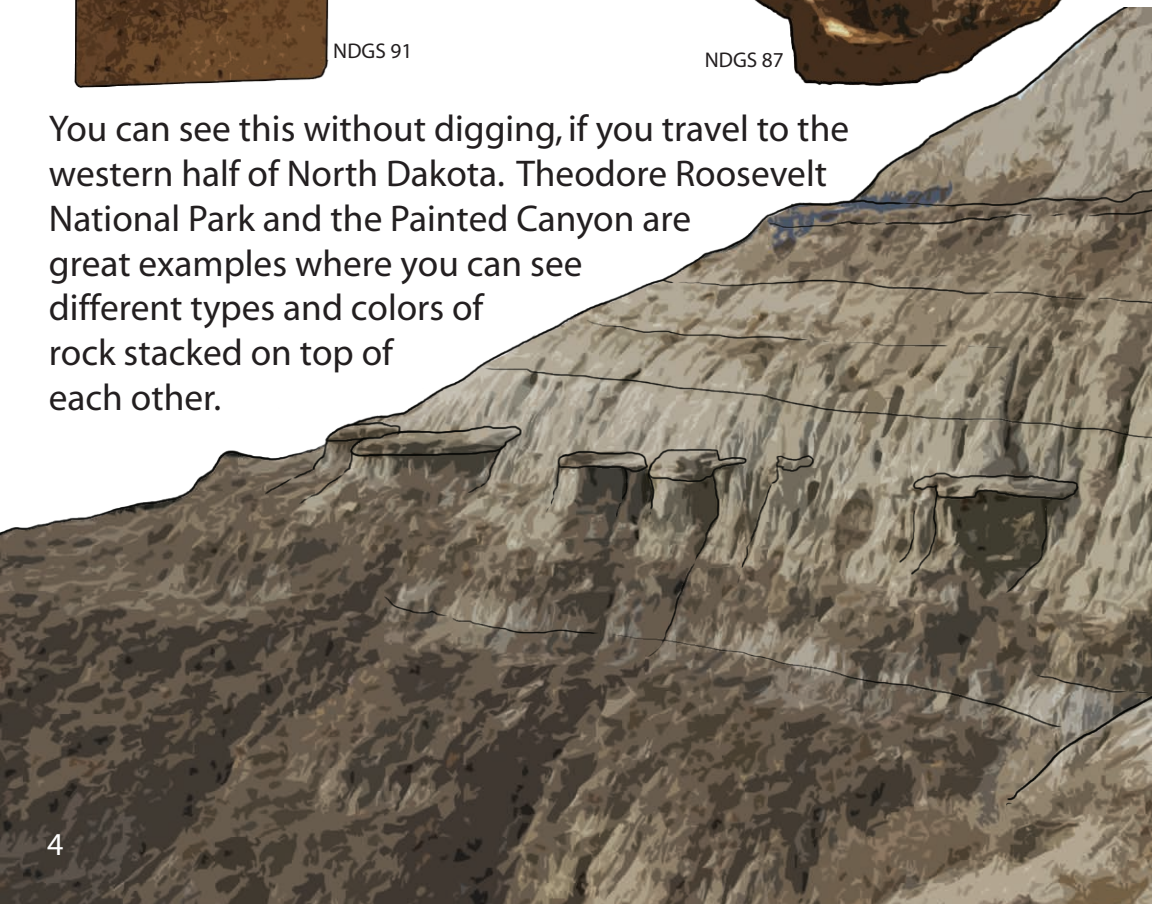 NDGS 91
NDGS 87
You can see this without digging, if you travel to the
western half of North Dakota.  Theodore Roosevelt
National Park and the Painted Canyon are
great examples where you can see
different types and colors of
rock stacked on top of
each other.
4